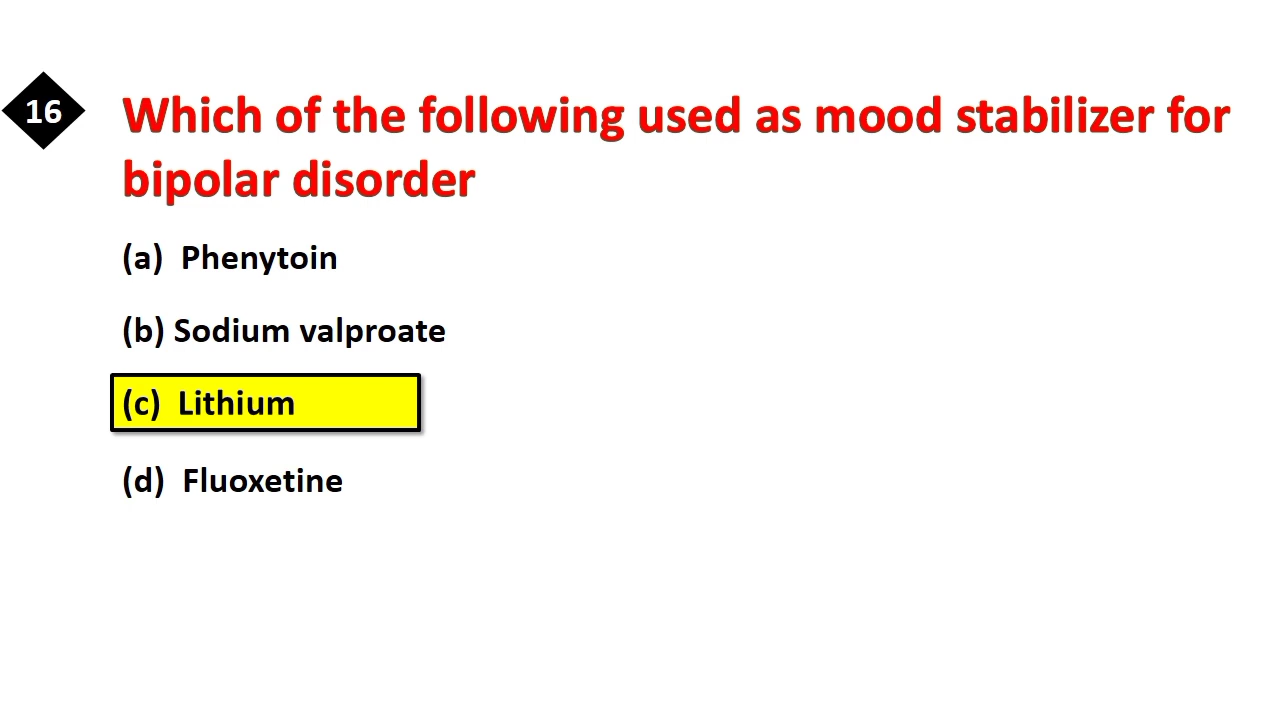 16
Which of the following used as mood stabilizer for
bipolar disorder
(a) Phenytoin
(b) Sodium valproate
(c) Lithium
(d) Fluoxetine